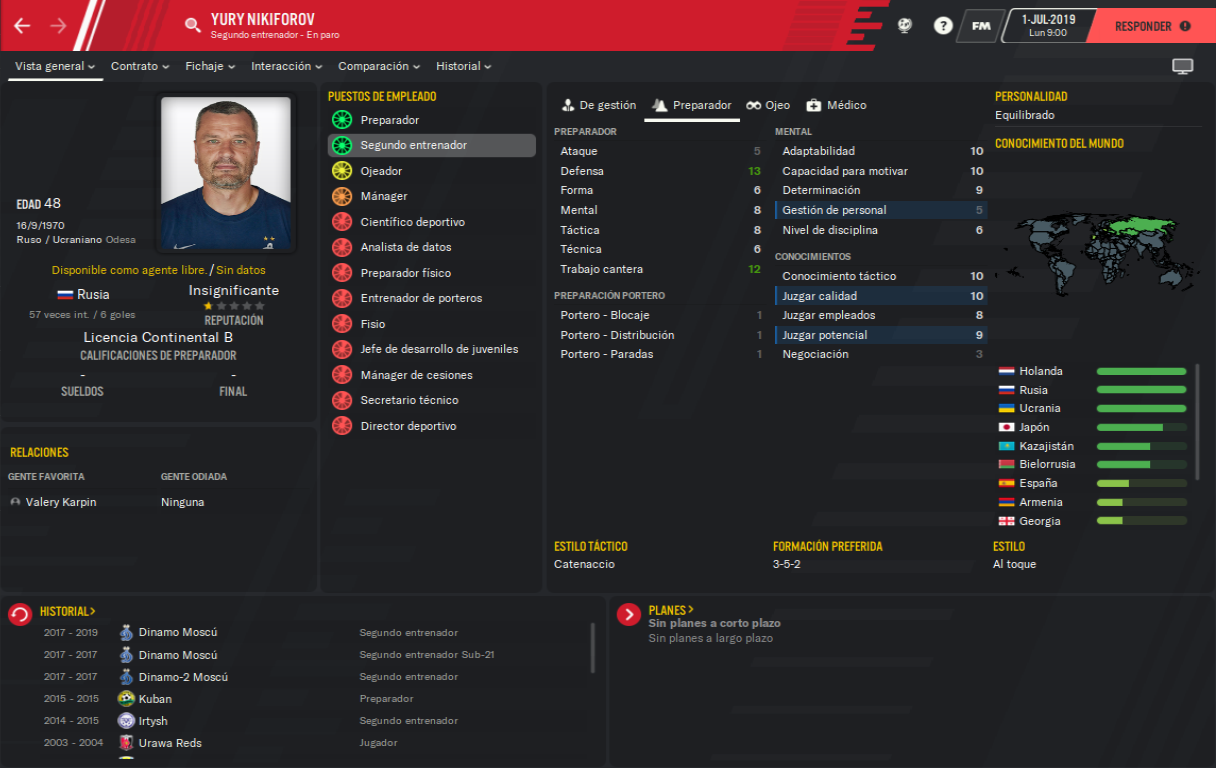 YURY NIKIFOROV
Segundo entrenador - En paro
?
FM
1-JUL-2019
Lun 9:00
RESPONDER
Vista general
Contrato
Fichaje
Interacción
Comparación
Historial
EDAD 48
16/9/1970
Ruso / Ucraniano Odesa
Disponible como agente libre. / Sin datos
Rusia
57 veces int. / 6 goles
Insignificante
REPUTACIÓN
Licencia Continental B
CALIFICACIONES DE PREPARADOR
-
SUELDOS
-
FINAL
RELACIONES
GENTE FAVORITA
GENTE ODIADA
Valery Karpin
Ninguna
PUESTOS DE EMPLEADO
Preparador
Segundo entrenador
Ojeador
Mánager
Científico deportivo
Analista de datos
Preparador físico
Entrenador de porteros
Fisio
Jefe de desarrollo de juveniles
Mánager de cesiones
Secretario técnico
Director deportivo
De gestión
Preparador
Ojeo
Médico
PREPARADOR
Ataque 5
Defensa 13
Forma 6
Mental 8
Táctica 8
Técnica 6
Trabajo cantera 12
PREPARACIÓN PORTERO
Portero - Blocaje 1
Portero - Distribución 1
Portero - Paradas 1
MENTAL
Adaptabilidad 10
Capacidad para motivar 10
Determinación 9
Gestión de personal 5
Nivel de disciplina 6
CONOCIMIENTOS
Conocimiento táctico 10
Juzgar calidad 10
Juzgar empleados 8
Juzgar potencial 9
Negociación 3
PERSONALIDAD
Equilibrado
CONOCIMIENTO DEL MUNDO
Holanda
Rusia
Ucrania
Japón
Kazajistán
Bielorrusia
España
Armenia
Georgia
ESTILO TÁCTICO
Catenaccio
FORMACIÓN PREFERIDA
3-5-2
ESTILO
Al toque
HISTORIAL >
2017 - 2019 Dinamo Moscú Segundo entrenador
2017 - 2017 Dinamo Moscú Segundo entrenador Sub-21
2017 - 2017 Dinamo-2 Moscú Segundo entrenador
2015 - 2015 Kuban Preparador
2014 - 2015 Irtysh Segundo entrenador
2003 - 2004 Urawa Reds Jugador
PLANES >
Sin planes a corto plazo
Sin planes a largo plazo